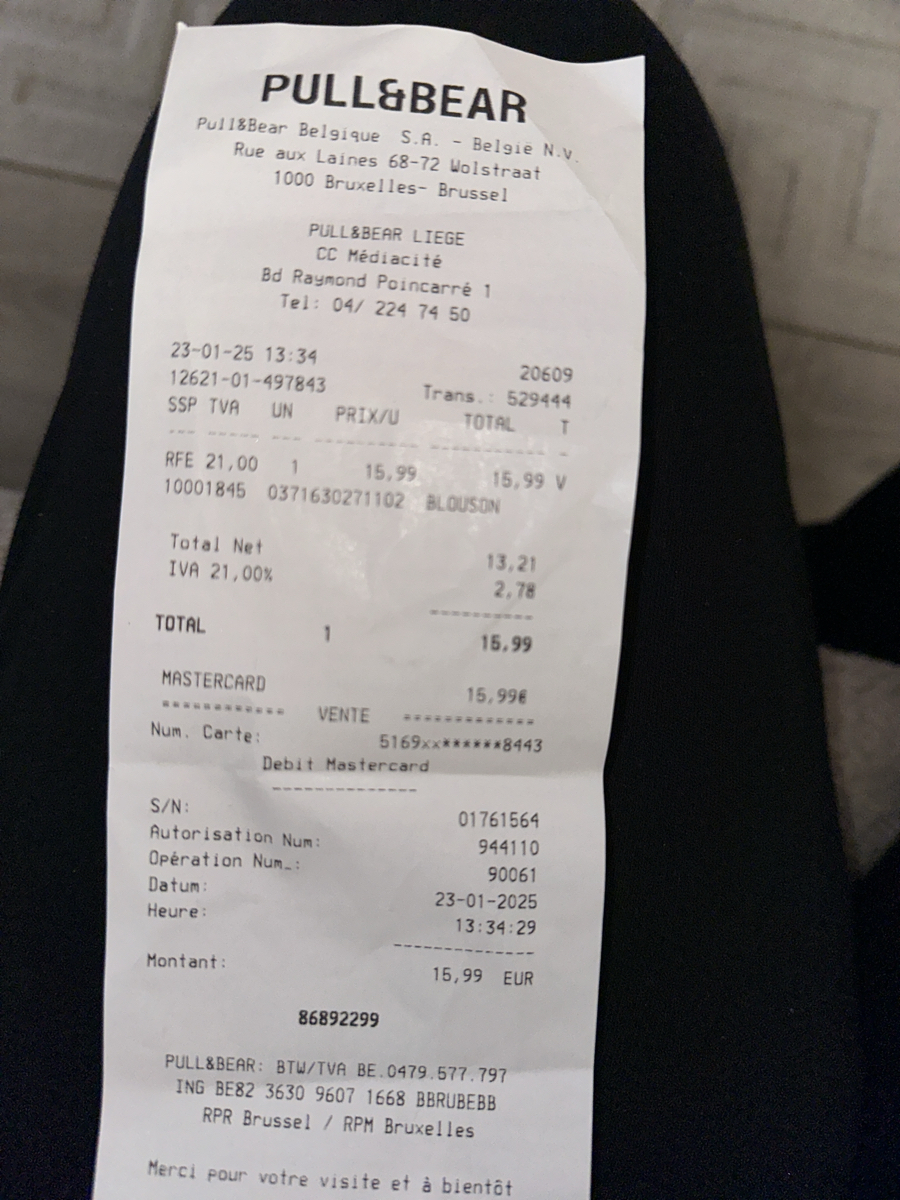 PULL&BEAR
Pull&Bear Belgique S.A. - België N.V.
Rue aux Laines 68-72 Wolstraat
1000 Bruxelles- Brussel
PULL&BEAR LIEGE
CC Médiacité
Bd Raymond Poincarré 1
Tel: 04/ 224 74 50
23-01-25 13:34 20609
12621-01-497843 Trans.: 529444
SSP TVA UN PRIX/U TOTAL T
--- ----- --- ---------- ----------- -
RFE 21,00 1 15,99 15,99 V
10001845 0371630271102 BLOUSON
Total Net 13,21
IVA 21,00% 2,78
----------
TOTAL 1 15,99
MASTERCARD 15,99€
============ VENTE =============
Num. Carte: 5169xx******8443
Debit Mastercard
--------------
S/N: 01761564
Autorisation Num: 944110
Opération Num_: 90061
Datum: 23-01-2025
Heure: 13:34:29
--------------
Montant: 15,99 EUR
86892299
PULL&BEAR: BTW/TVA BE.0479.577.797
ING BE82 3630 9607 1668 BBRUBEBB
RPR Brussel / RPM Bruxelles
Merci pour votre visite et à bientôt